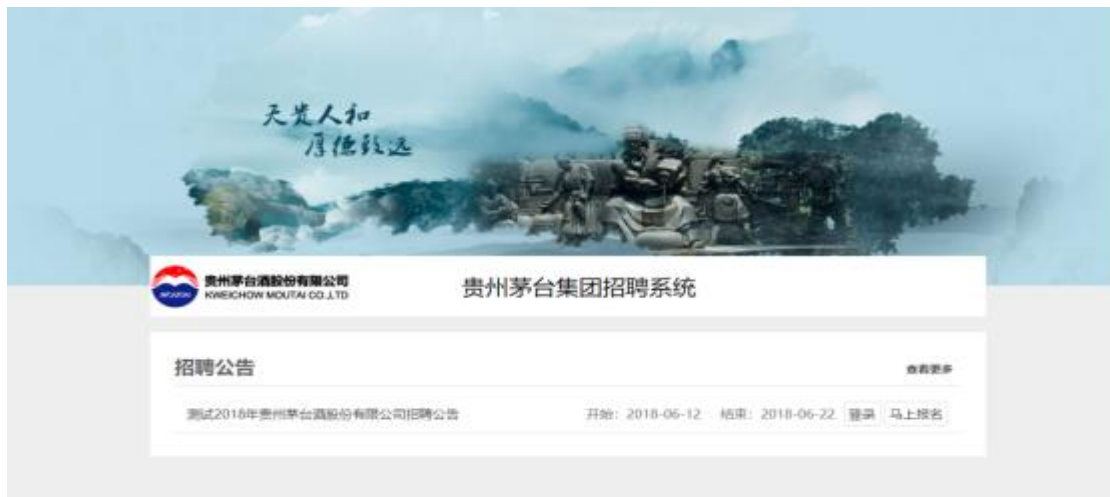 天贵人和
厚德致远
贵州茅台酒股份有限公司
KWEICHOW MOUTAI CO.,LTD
贵州茅台集团招聘系统
招聘公告
查看更多
测试2018年贵州茅台酒股份有限公司招聘公告 开始：2018-06-12 结束：2018-06-22 登录 马上报名